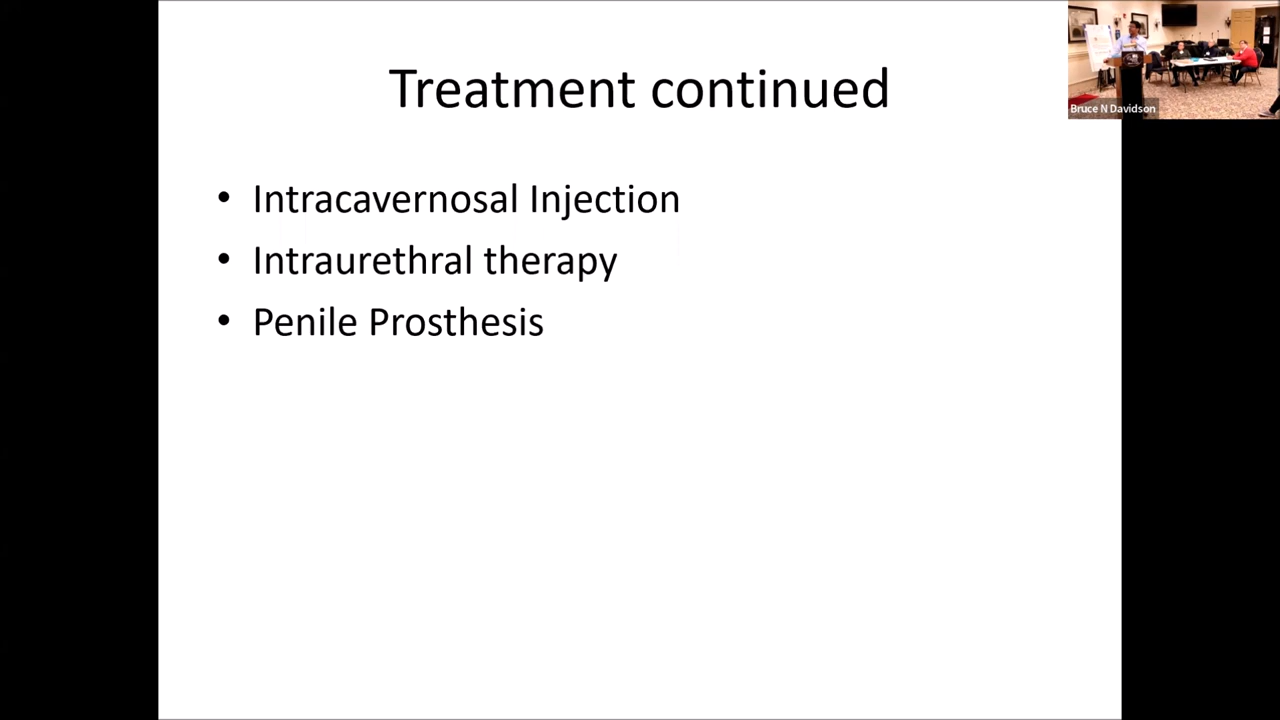 Treatment continued
• Intracavernosal Injection
• Intraurethral therapy
• Penile Prosthesis
Bruce N Davidson